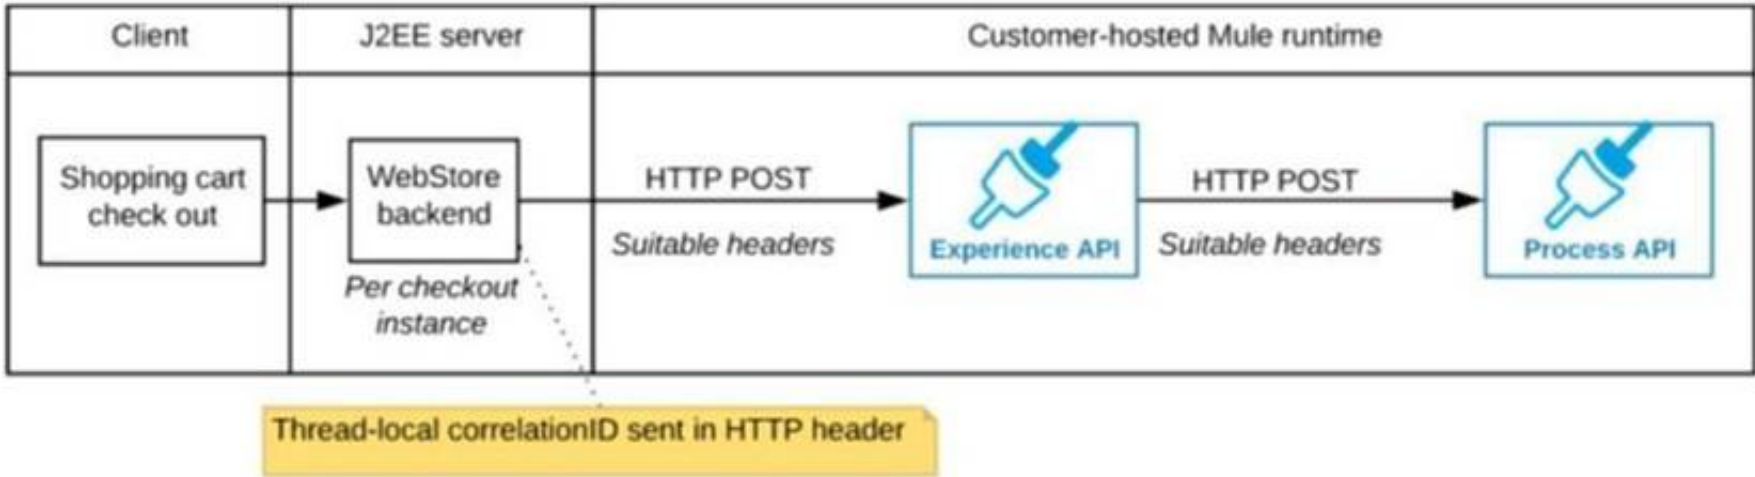 Client
J2EE server
Customer-hosted Mule runtime
Shopping cart
check out
WebStore
backend
Per checkout
instance
HTTP POST
Suitable headers
Experience API
HTTP POST
Suitable headers
Process API
Thread-local correlationID sent in HTTP header